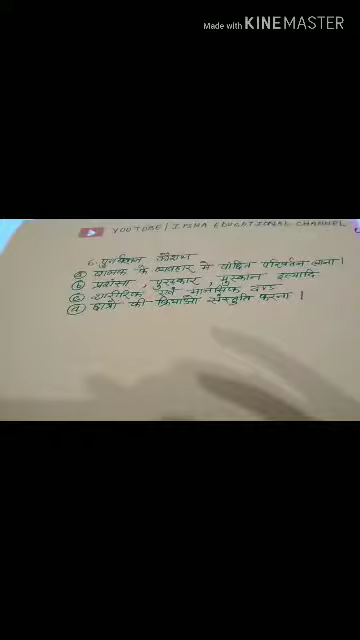 Made with KINEMASTER
YOUTUBE / IPSHA EDUCATIONAL CHANNEL
6. पुनर्बलन कौशल
a बालक के व्यवहार में वांछित परिवर्तन लाना।
b प्रशंसा, पुरस्कार, मुस्कान इत्यादि
c शारीरिक एवं मानसिक दण्ड
d छात्रों की क्रियाओं संस्तुति करना।